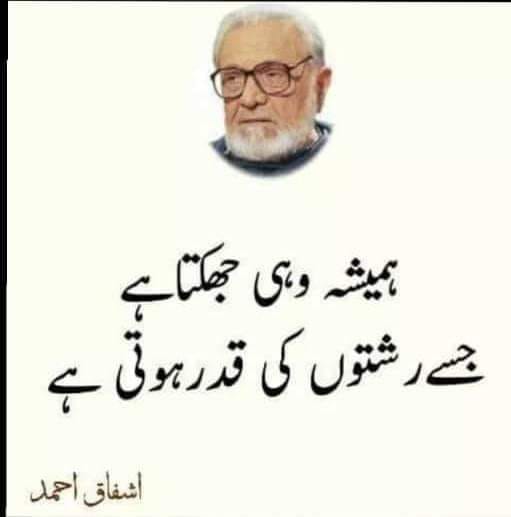 ہمیشہ وہی جھکتا ہے
جسے رشتوں کی قدر ہوتی ہے
اشفاق احمد